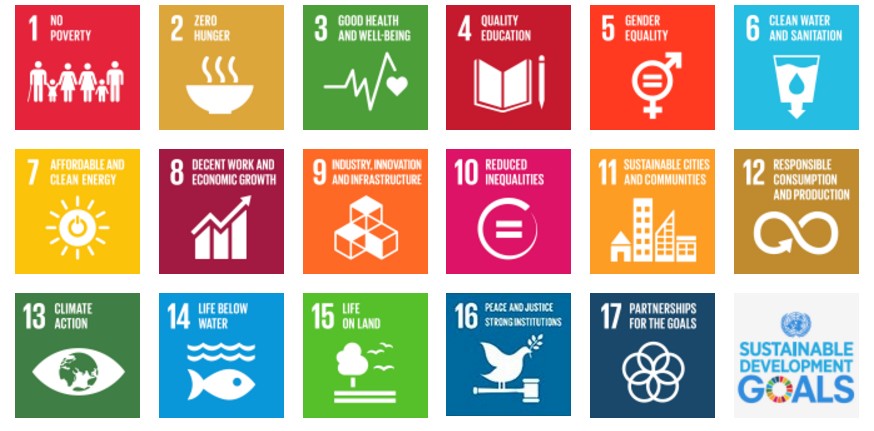 1 NO
POVERTY
2 ZERO
HUNGER
3 GOOD HEALTH
AND WELL-BEING
4 QUALITY
EDUCATION
5 GENDER
EQUALITY
6 CLEAN WATER
AND SANITATION
7 AFFORDABLE AND
CLEAN ENERGY
8 DECENT WORK AND
ECONOMIC GROWTH
9 INDUSTRY, INNOVATION
AND INFRASTRUCTURE
10 REDUCED
INEQUALITIES
11 SUSTAINABLE CITIES
AND COMMUNITIES
12 RESPONSIBLE
CONSUMPTION
AND PRODUCTION
13 CLIMATE
ACTION
14 LIFE BELOW
WATER
15 LIFE
ON LAND
16 PEACE AND JUSTICE
STRONG INSTITUTIONS
17 PARTNERSHIPS
FOR THE GOALS
SUSTAINABLE
DEVELOPMENT
GOALS